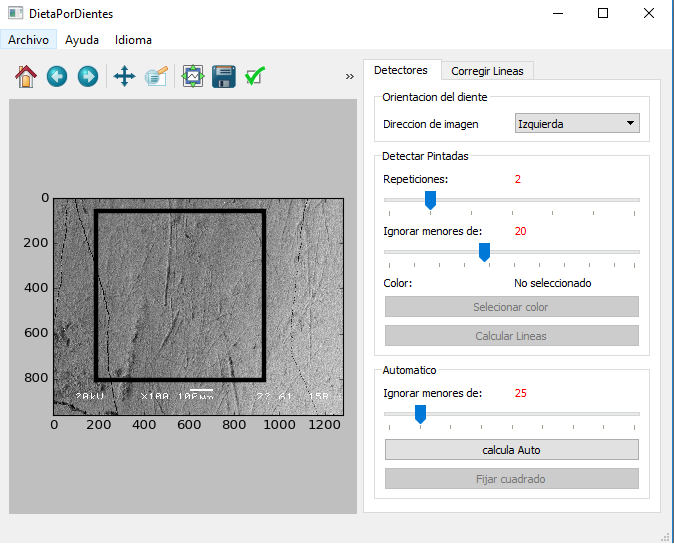 DietaPorDientes
Archivo Ayuda Idioma
»
Detectores Corregir Lineas
Orientacion del diente
Direccion de imagen Izquierda
Detectar Pintadas
Repeticiones: 2
Ignorar menores de: 20
Color: No seleccionado
Selecionar color
Calcular Lineas
Automatico
Ignorar menores de: 25
calcula Auto
Fijar cuadrado
0
200
400
600
800
20kU X100 100µm
0 200 400 600 800 1000 1200